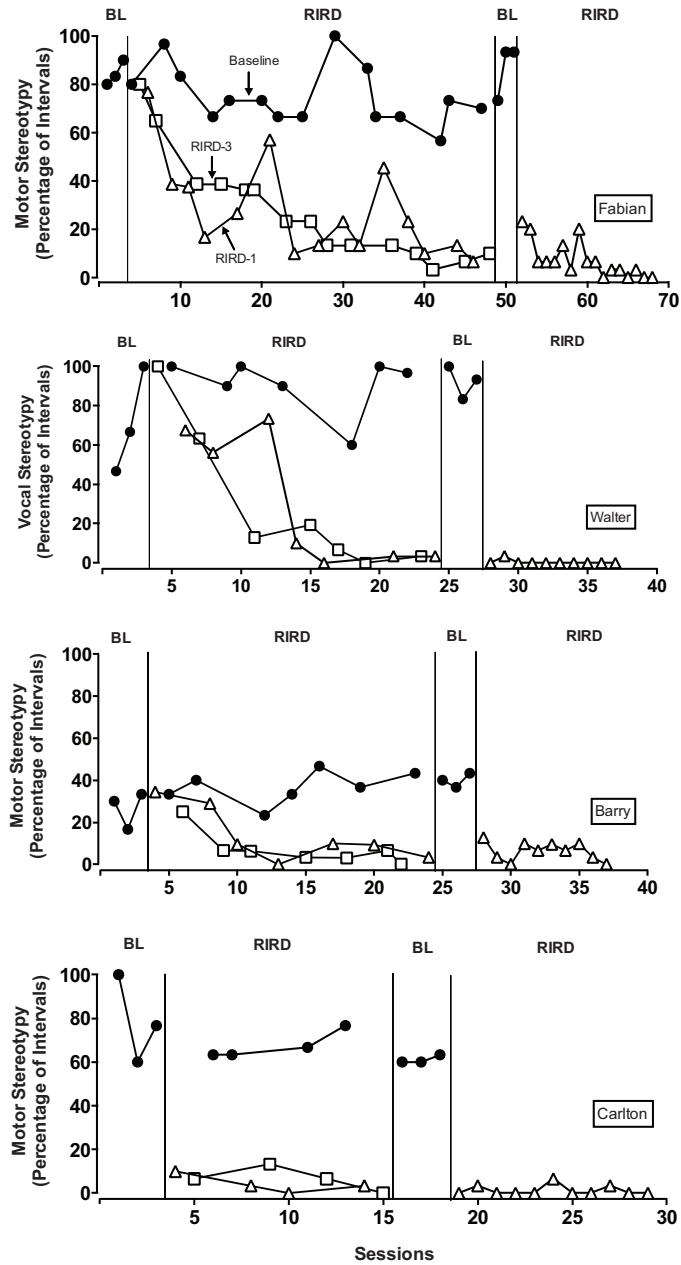 BL RIRD BL RIRD
Motor Stereotypy
(Percentage of Intervals)
100
80
60
40
20
0
Baseline
RIRD-3
RIRD-1
Fabian
10 20 30 40 50 60 70
BL RIRD BL RIRD
Vocal Stereotypy
(Percentage of Intervals)
100
80
60
40
20
0
Walter
5 10 15 20 25 30 35 40
BL RIRD BL RIRD
Motor Stereotypy
(Percentage of Intervals)
100
80
60
40
20
0
Barry
5 10 15 20 25 30 35 40
BL RIRD BL RIRD
Motor Stereotypy
(Percentage of Intervals)
100
80
60
40
20
0
Carlton
5 10 15 20 25 30
Sessions